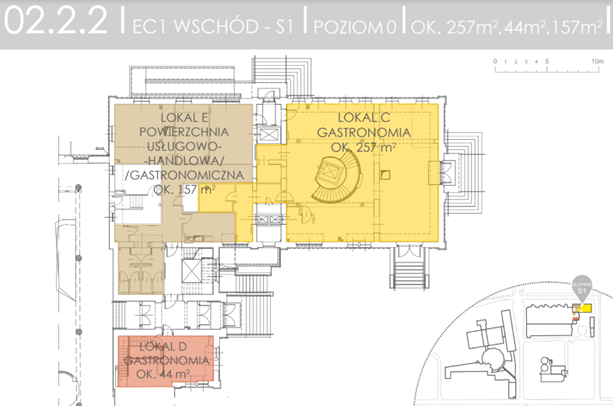 02.2.2 | EC1 WSCHÓD - S1 | POZIOM 0 | OK. 257m², 44m², 157m² |
0 1 2 3 4 5 10m
LOKAL E
POWIERZCHNIA
USŁUGOWO-
-HANDLOWA/
/GASTRONOMICZNA
OK. 157 m²
LOKAL C
GASTRONOMIA
OK. 257 m²
LOKAL D
GASTRONOMIA
OK. 44 m²
S1